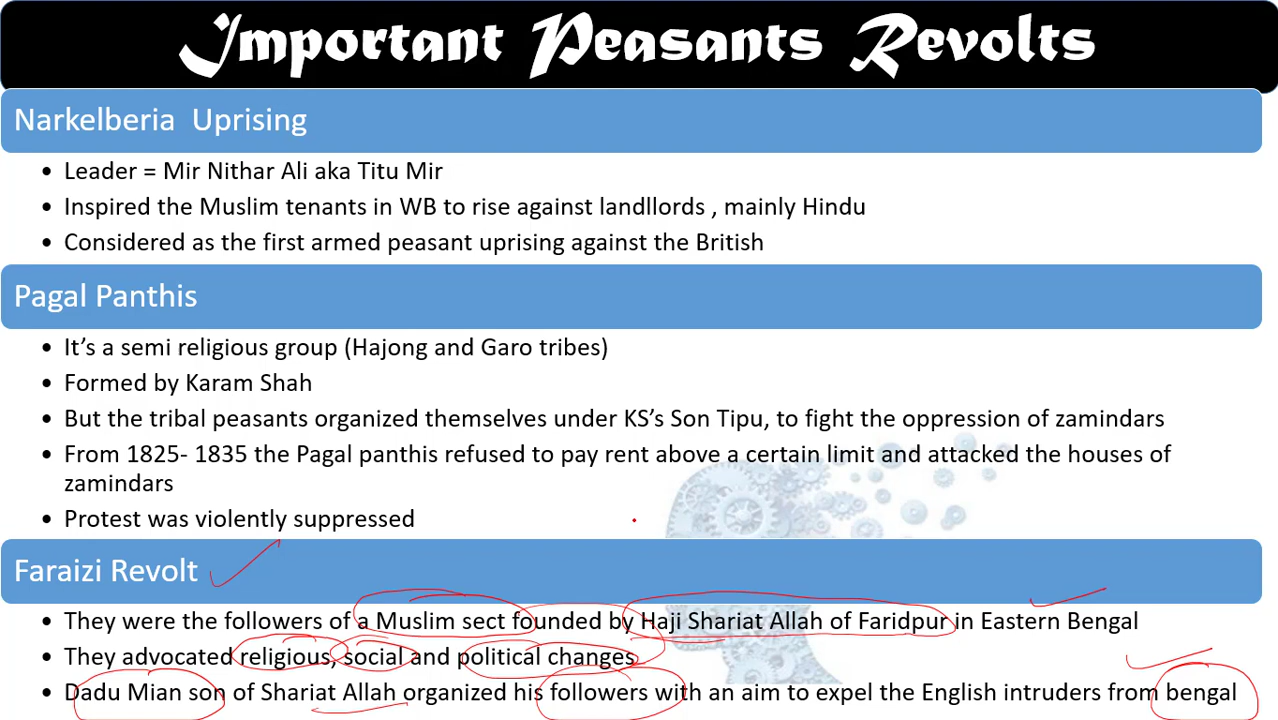 Important Peasants Revolts
Narkelberia Uprising
• Leader = Mir Nithar Ali aka Titu Mir
• Inspired the Muslim tenants in WB to rise against landllords , mainly Hindu
• Considered as the first armed peasant uprising against the British
Pagal Panthis
• It’s a semi religious group (Hajong and Garo tribes)
• Formed by Karam Shah
• But the tribal peasants organized themselves under KS’s Son Tipu, to fight the oppression of zamindars
• From 1825- 1835 the Pagal panthis refused to pay rent above a certain limit and attacked the houses of
zamindars
• Protest was violently suppressed
Faraizi Revolt
• They were the followers of a Muslim sect founded by Haji Shariat Allah of Faridpur in Eastern Bengal
• They advocated religious, social and political changes
• Dadu Mian son of Shariat Allah organized his followers with an aim to expel the English intruders from bengal